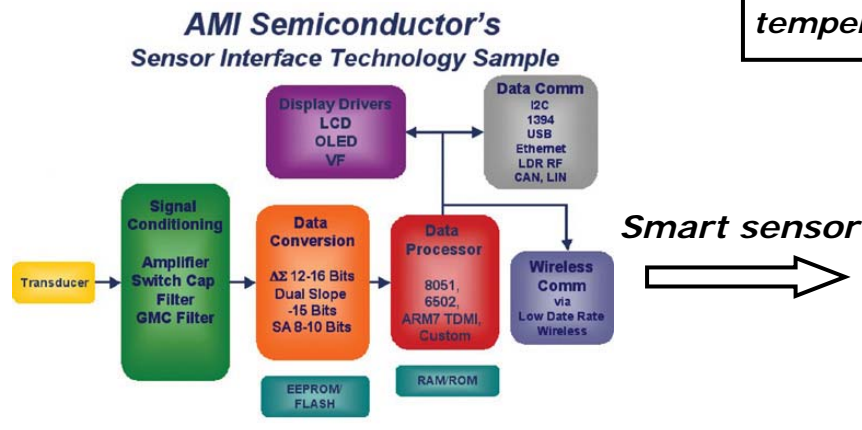 AMI Semiconductor's
Sensor Interface Technology Sample
Display Drivers
LCD
OLED
VF
Data Comm
I2C
1394
USB
Ethernet
LDR RF
CAN, LIN
Transducer
Signal
Conditioning
Amplifier
Switch Cap
Filter
GMC Filter
Data
Conversion
ΔΣ 12-16 Bits
Dual Slope
-15 Bits
SA 8-10 Bits
Data
Processor
8051,
6502,
ARM7 TDMI,
Custom
Wireless
Comm
via
Low Date Rate
Wireless
EEPROM/
FLASH
RAM/ROM
Smart sensor